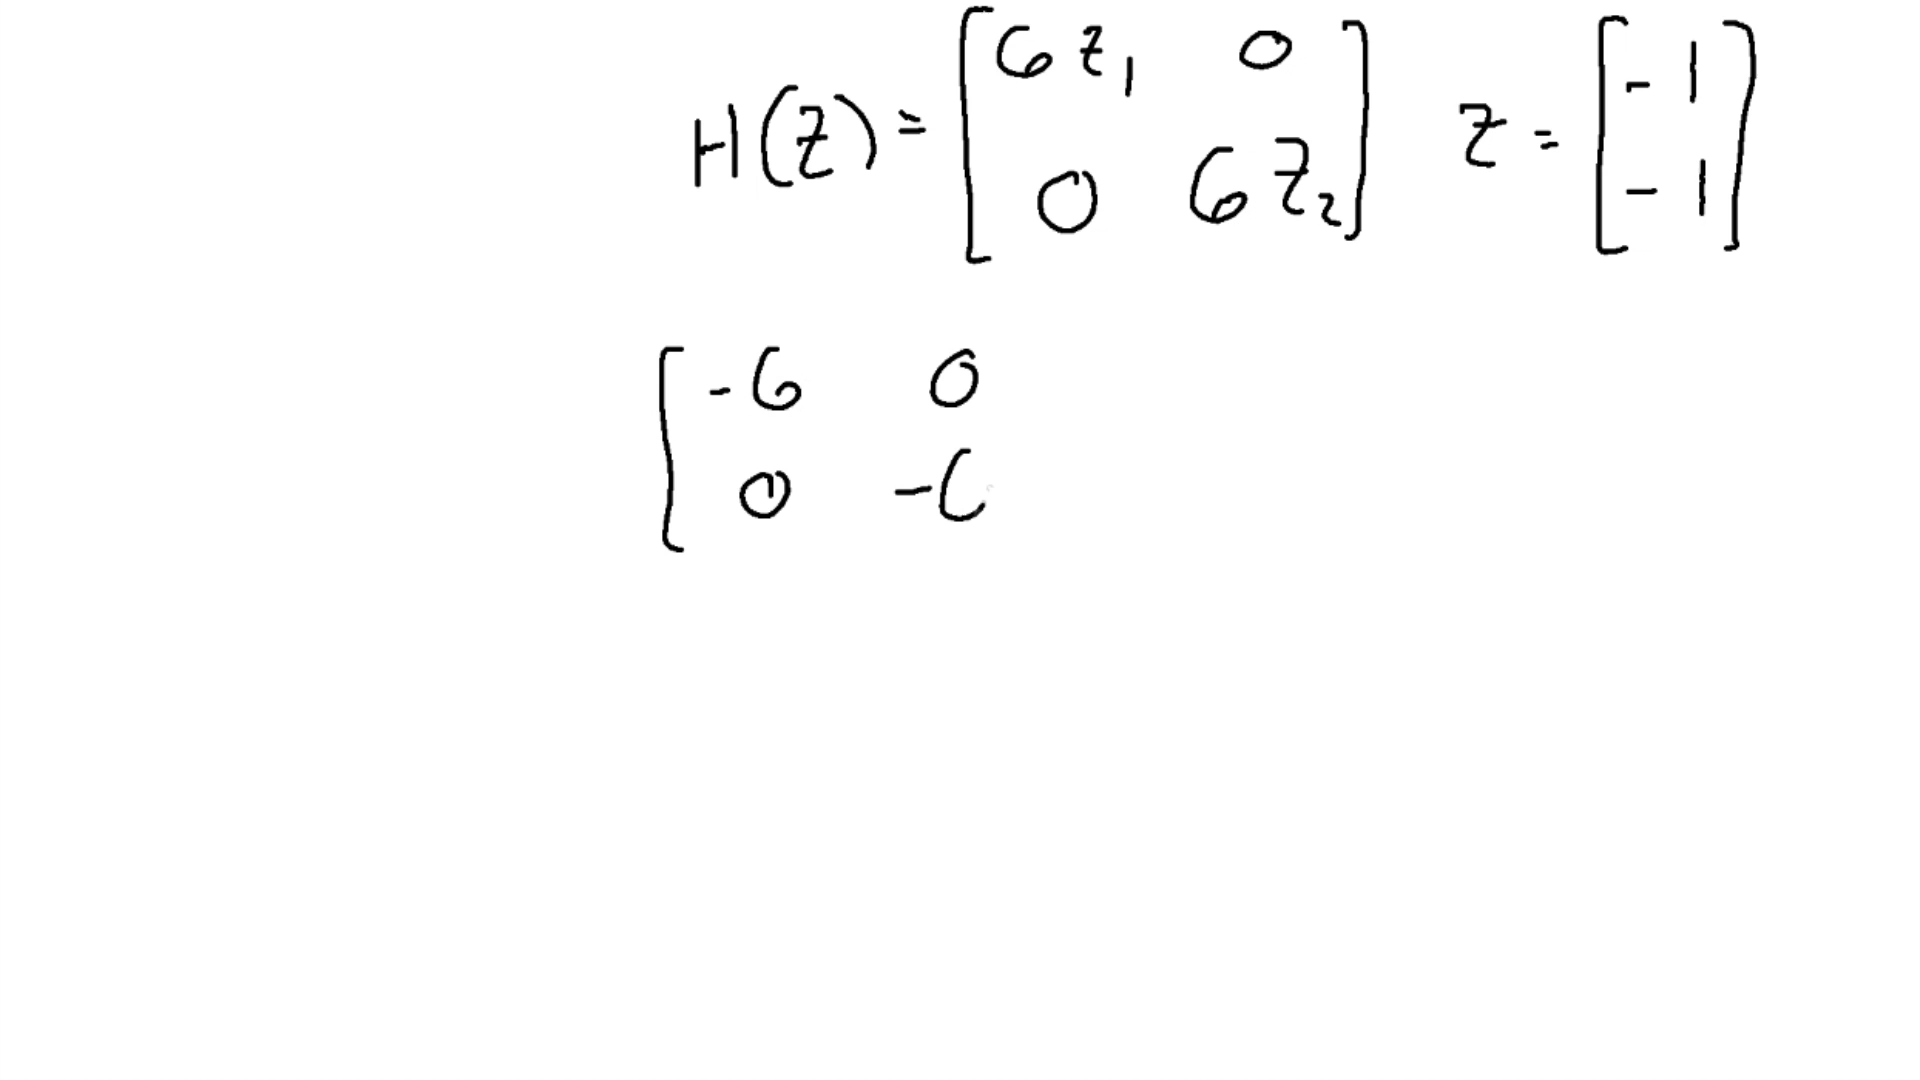 H(z) = [6z₁ 0
0 6z₂] z = [-1
-1]
[-6 0
0 -6